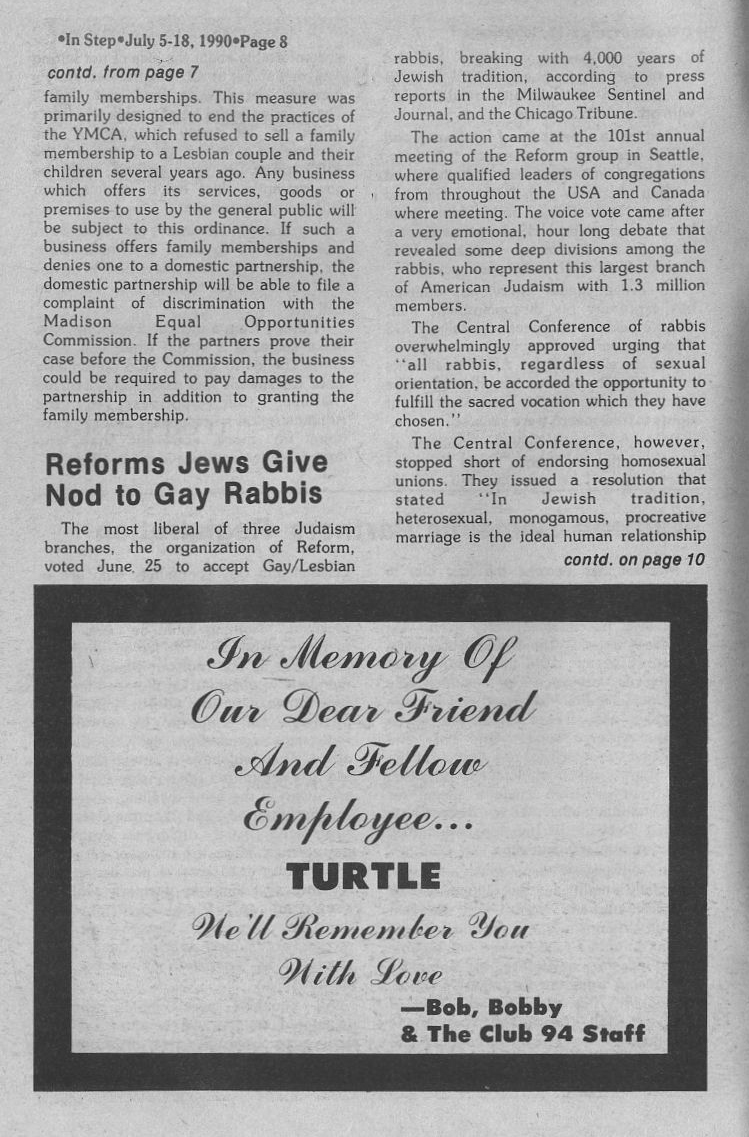 •In Step•July 5-18, 1990•Page 8
contd. from page 7
family memberships. This measure was
primarily designed to end the practices of
the YMCA, which refused to sell a family
membership to a Lesbian couple and their
children several years ago. Any business
which offers its services, goods or
premises to use by the general public will
be subject to this ordinance. If such a
business offers family memberships and
denies one to a domestic partnership, the
domestic partnership will be able to file a
complaint of discrimination with the
Madison Equal Opportunities
Commission. If the partners prove their
case before the Commission, the business
could be required to pay damages to the
partnership in addition to granting the
family membership.
Reforms Jews Give
Nod to Gay Rabbis
The most liberal of three Judaism
branches, the organization of Reform,
voted June. 25 to accept Gay/Lesbian
rabbis, breaking with 4,000 years of
Jewish tradition, according to press
reports in the Milwaukee Sentinel and
Journal, and the Chicago Tribune.
The action came at the 101st annual
meeting of the Reform group in Seattle,
where qualified leaders of congregations
from throughout the USA and Canada
where meeting. The voice vote came after
a very emotional, hour long debate that
revealed some deep divisions among the
rabbis, who represent this largest branch
of American Judaism with 1.3 million
members.
The Central Conference of rabbis
overwhelmingly approved urging that
‘‘all rabbis, regardless of sexual
orientation, be accorded the opportunity to
fulfill the sacred vocation which they have
chosen.’’
The Central Conference, however,
stopped short of endorsing homosexual
unions. They issued a resolution that
stated ‘‘In Jewish tradition,
heterosexual, monogamous, procreative
marriage is the ideal human relationship
contd. on page 10
In Memory Of
Our Dear Friend
And Fellow
Employee...
TURTLE
We'll Remember You
With Love
—Bob, Bobby
& The Club 94 Staff